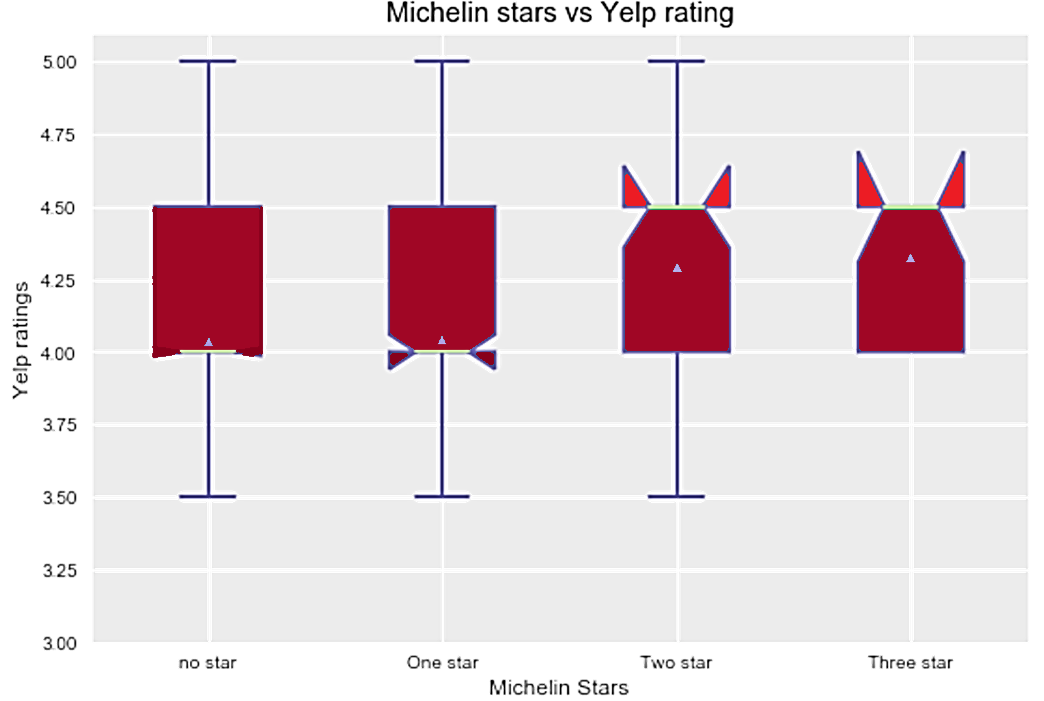 Michelin stars vs Yelp rating
Yelp ratings
5.00
4.75
4.50
4.25
4.00
3.75
3.50
3.25
3.00
no star One star Two star Three star
Michelin Stars